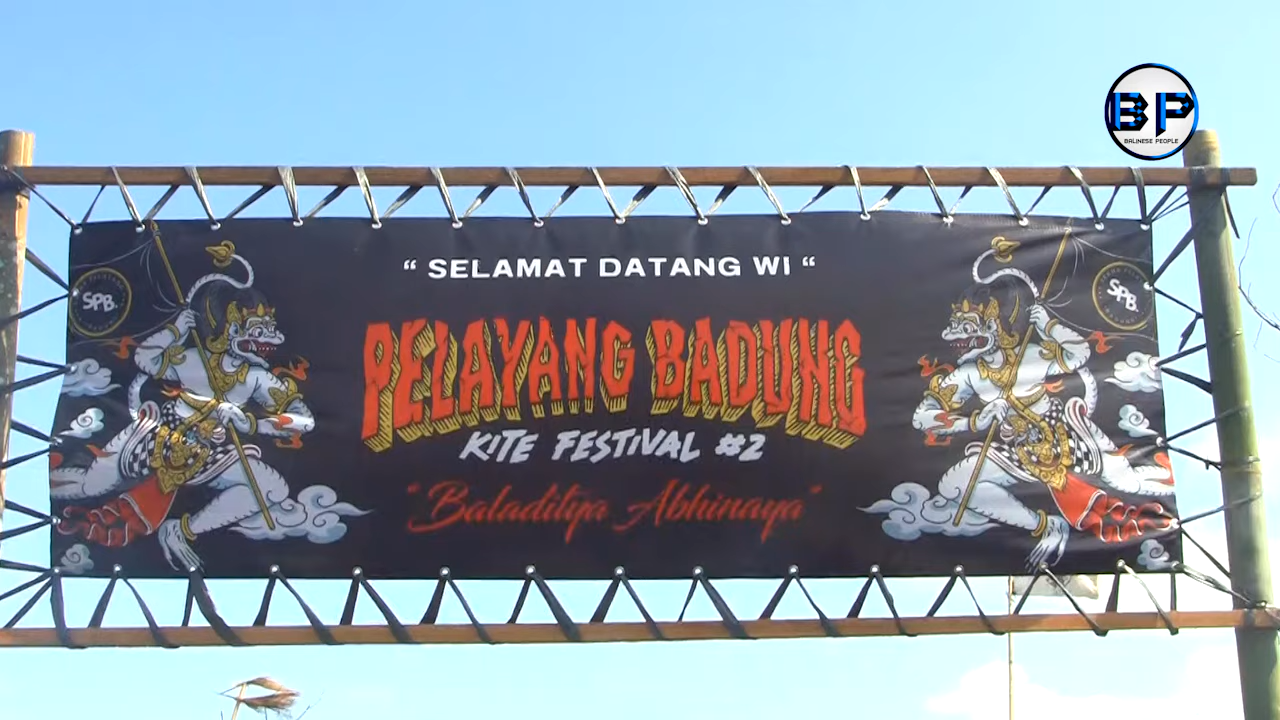 BP
BALINESE PEOPLE
“ SELAMAT DATANG WI “
SPB.
SPB.
PELAYANG BADUNG
KITE FESTIVAL #2
“Baladitya Abhinaya”